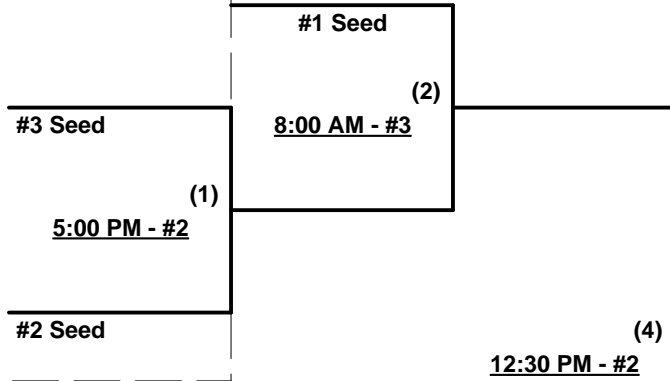 #1 Seed
(2)
#3 Seed
8:00 AM - #3
(1)
5:00 PM - #2
#2 Seed
(4)
12:30 PM - #2